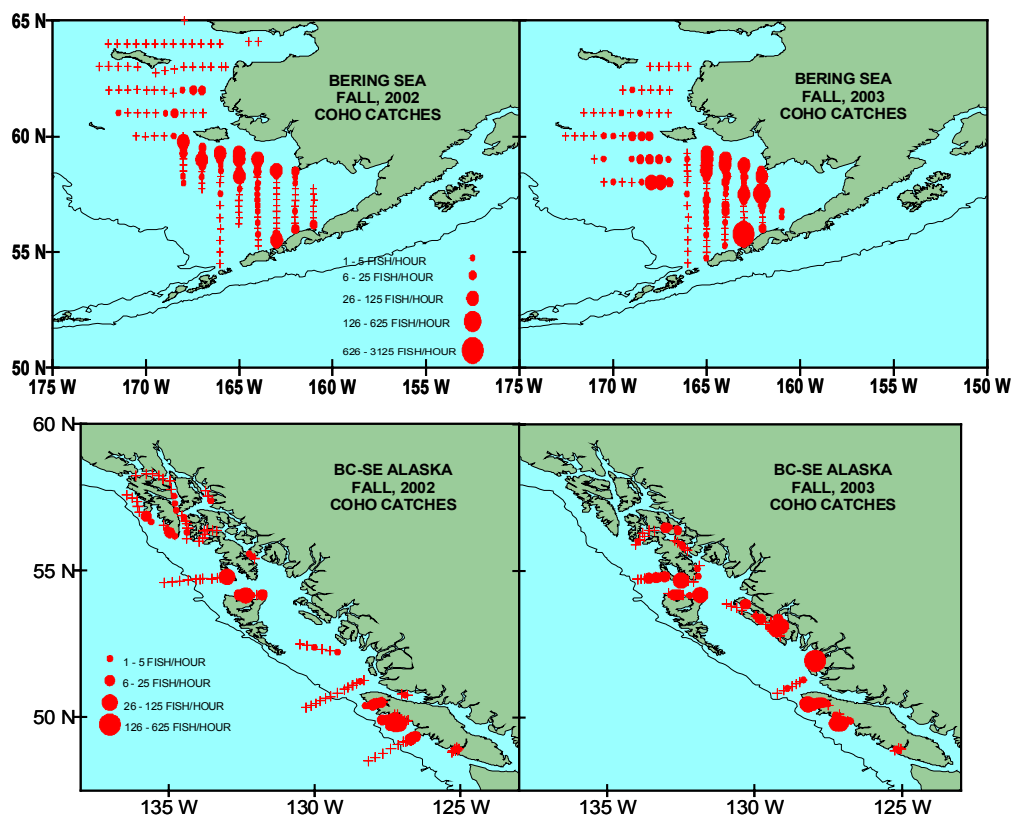 65 N
60 N
55 N
50 N
BERING SEA
FALL, 2002
COHO CATCHES
1 - 5 FISH/HOUR
6 - 25 FISH/HOUR
26 - 125 FISH/HOUR
126 - 625 FISH/HOUR
626 - 3125 FISH/HOUR
175 W 170 W 165 W 160 W 155 W 175 W
BERING SEA
FALL, 2003
COHO CATCHES
170 W 165 W 160 W 155 W 150 W
60 N
55 N
50 N
BC-SE ALASKA
FALL, 2002
COHO CATCHES
1 - 5 FISH/HOUR
6 - 25 FISH/HOUR
26 - 125 FISH/HOUR
126 - 625 FISH/HOUR
135 W 130 W 125 W
BC-SE ALASKA
FALL, 2003
COHO CATCHES
135 W 130 W 125 W